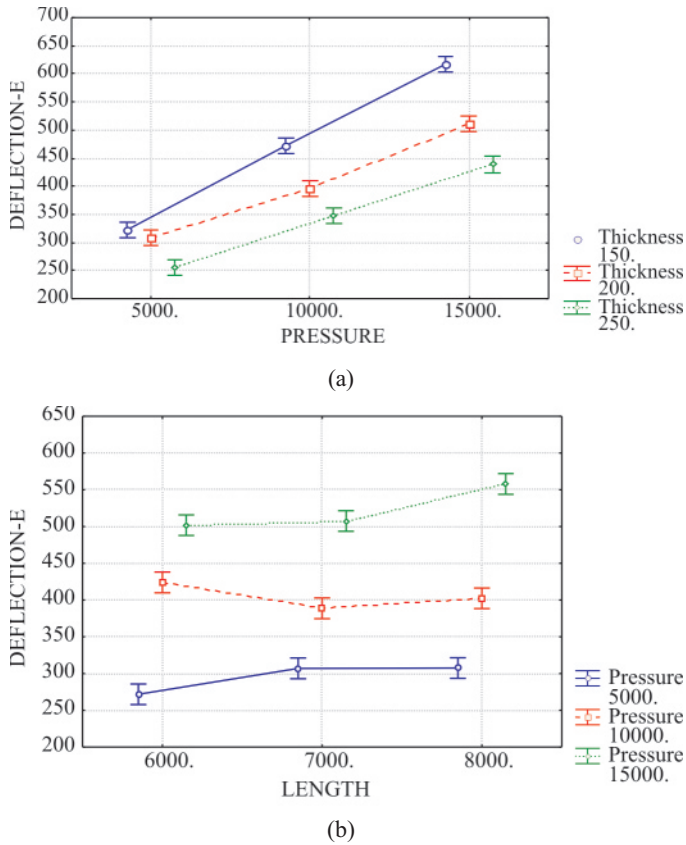 700
650
600
550
500
450
400
350
300
250
200
DEFLECTION-E
5000. 10000. 15000.
PRESSURE
Thickness
150.
Thickness
200.
Thickness
250.
(a)
650
600
550
500
450
400
350
300
250
200
DEFLECTION-E
6000. 7000. 8000.
LENGTH
Pressure
5000.
Pressure
10000.
Pressure
15000.
(b)